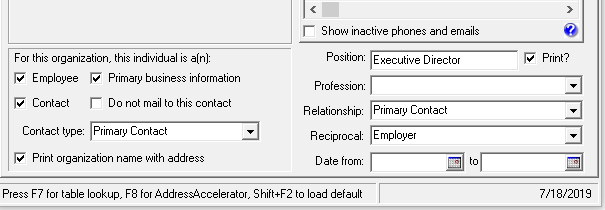 Show inactive phones and emails
For this organization, this individual is a(n):
Employee Primary business information
Contact Do not mail to this contact
Contact type: Primary Contact
Print organization name with address
Position: Executive Director Print?
Profession:
Relationship: Primary Contact
Reciprocal: Employer
Date from: to
Press F7 for table lookup, F8 for AddressAccelerator, Shift+F2 to load default 7/18/2019